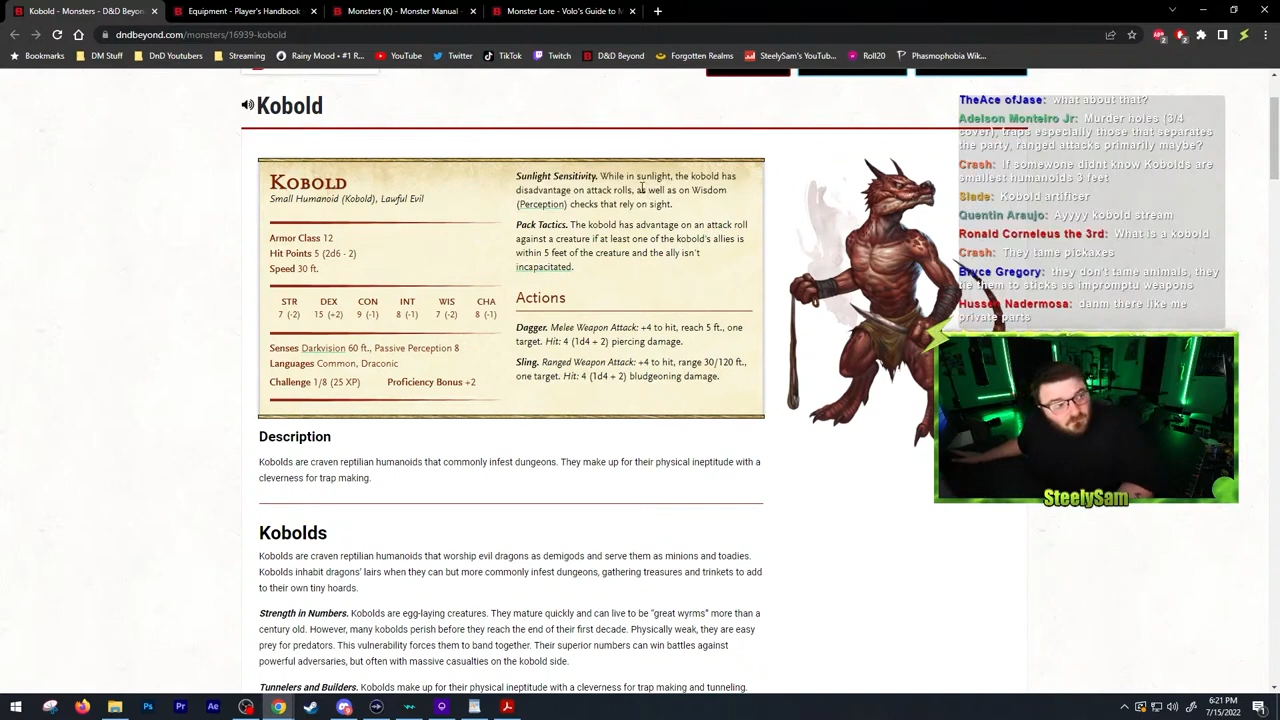 Kobold - Monsters - D&D Beyon
Equipment - Player's Handbook
Monsters (K) - Monster Manual -
Monster Lore - Volo's Guide to M
dndbeyond.com/monsters/16939-kobold
Bookmarks DM Stuff DnD Youtubers Streaming Rainy Mood • #1 R... YouTube Twitter TikTok Twitch D&D Beyond Forgotten Realms SteelySam's Lightn... Roll20 Phasmophobia Wik...
Kobold
Kobold
Small Humanoid (Kobold), Lawful Evil
Armor Class 12
Hit Points 5 (2d6 - 2)
Speed 30 ft.
STR DEX CON INT WIS CHA
7 (-2) 15 (+2) 9 (-1) 8 (-1) 7 (-2) 8 (-1)
Senses Darkvision 60 ft., Passive Perception 8
Languages Common, Draconic
Challenge 1/8 (25 XP) Proficiency Bonus +2
Sunlight Sensitivity. While in sunlight, the kobold has
disadvantage on attack rolls, as well as on Wisdom
(Perception) checks that rely on sight.
Pack Tactics. The kobold has advantage on an attack roll
against a creature if at least one of the kobold's allies is
within 5 feet of the creature and the ally isn't
incapacitated.
Actions
Dagger. Melee Weapon Attack: +4 to hit, reach 5 ft., one
target. Hit: 4 (1d4 + 2) piercing damage.
Sling. Ranged Weapon Attack: +4 to hit, range 30/120 ft.,
one target. Hit: 4 (1d4 + 2) bludgeoning damage.
Description
Kobolds are craven reptilian humanoids that commonly infest dungeons. They make up for their physical ineptitude with a
cleverness for trap making.
Kobolds
Kobolds are craven reptilian humanoids that worship evil dragons as demigods and serve them as minions and toadies.
Kobolds inhabit dragons' lairs when they can but more commonly infest dungeons, gathering treasures and trinkets to add
to their own tiny hoards.
Strength in Numbers. Kobolds are egg-laying creatures. They mature quickly and can live to be "great wyrms" more than a
century old. However, many kobolds perish before they reach the end of their first decade. Physically weak, they are easy
prey for predators. This vulnerability forces them to band together. Their superior numbers can win battles against
powerful adversaries, but often with massive casualties on the kobold side.
Tunnelers and Builders. Kobolds make up for their physical ineptitude with a cleverness for trap making and tunneling.
TheAce ofJase: what about that?
Adelson Monteiro Jr: Murder holes (3/4
cover), traps especially those that separates
the party, ranged attacks primarily maybe?
Crash: If somewone didnt know Kobolds are
smallest humanoids 3 feet
Slade: Kobold artificer
Quentin Araujo: Ayyyy kobold stream
Ronald Corneleus the 3rd: What is a kobold
Crash: They tame pickaxes
Bryce Gregory: they don't tame animals, they
tie them to sticks as impromptu weapons
Hussen Nadermosa: danm there like me
private parts
SteelySam
6:21 PM
7/15/2022